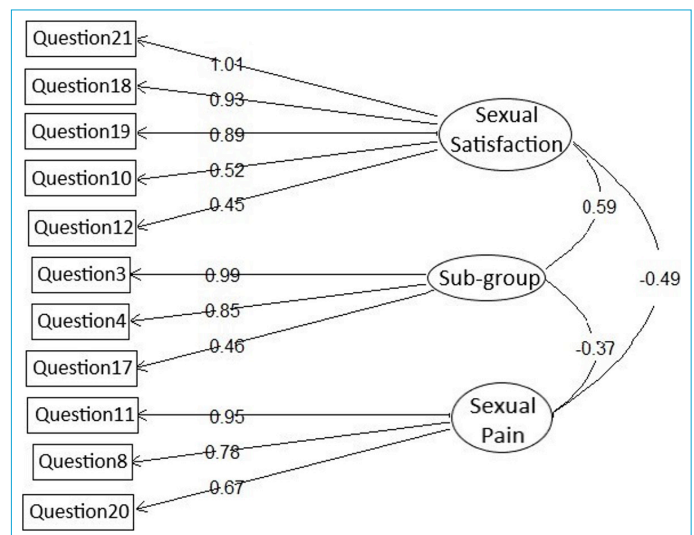 Question21
1.01
Question18
0.93
Question19
0.89
Question10
0.52
Question12
0.45
Sexual
Satisfaction
0.59
Question3
0.99
Sub-group
-0.49
Question4
0.85
Question17
0.46
-0.37
Question11
0.95
Sexual
Pain
Question8
0.78
Question20
0.67